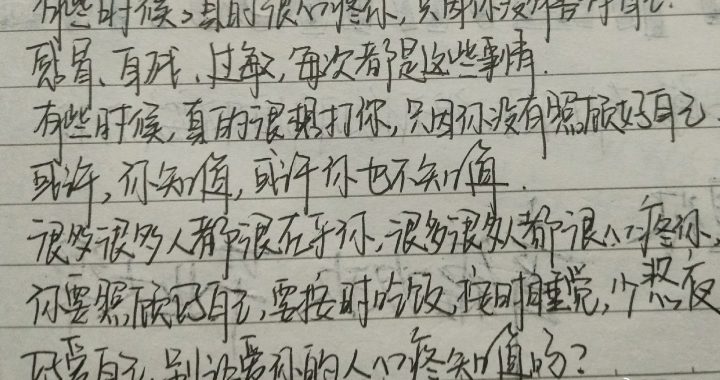 有些时候,真的很心疼你,只因你没有照顾好自己.
感冒、自残、过敏,每次都是这些事情.
有些时候,真的很想打你,只因你没有照顾好自己.
或许,你知道,或许你也不知道.
很多很多人都很在乎你,很多很多人都很心疼你,
你要照顾好自己,要按时吃饭,按时睡觉,少熬夜
好爱自己,别让爱你的人心疼知道吗?